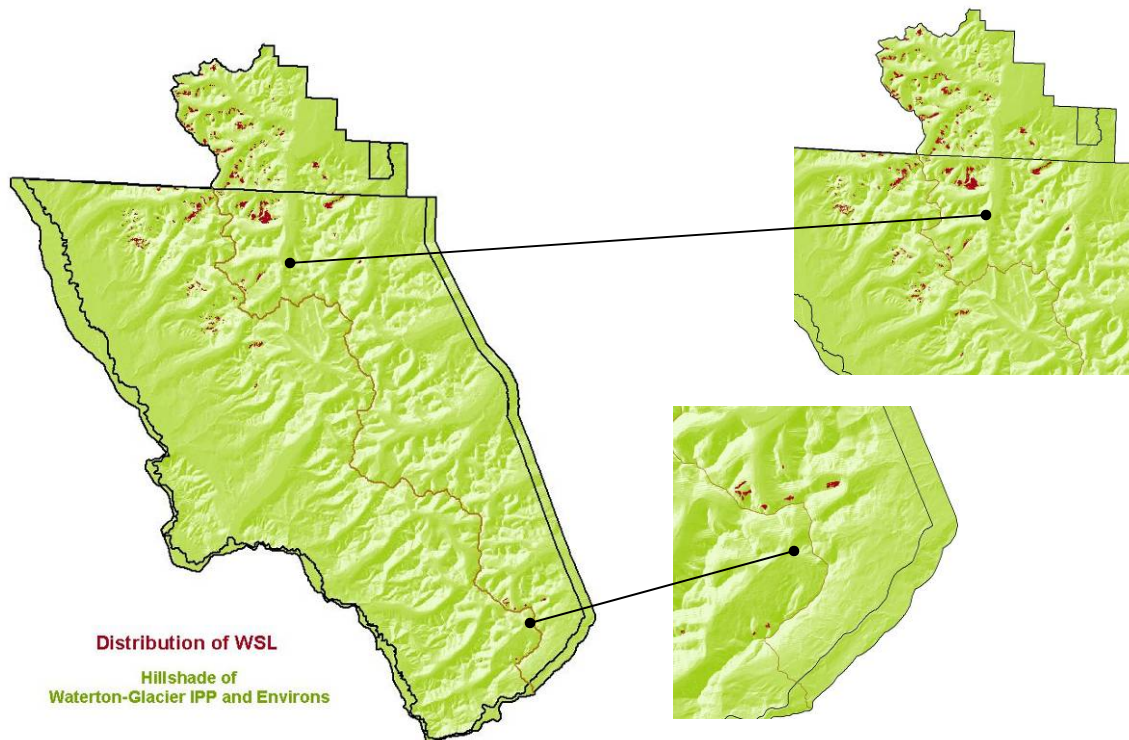 Distribution of WSL
Hillshade of
Waterton-Glacier IPP and Environs